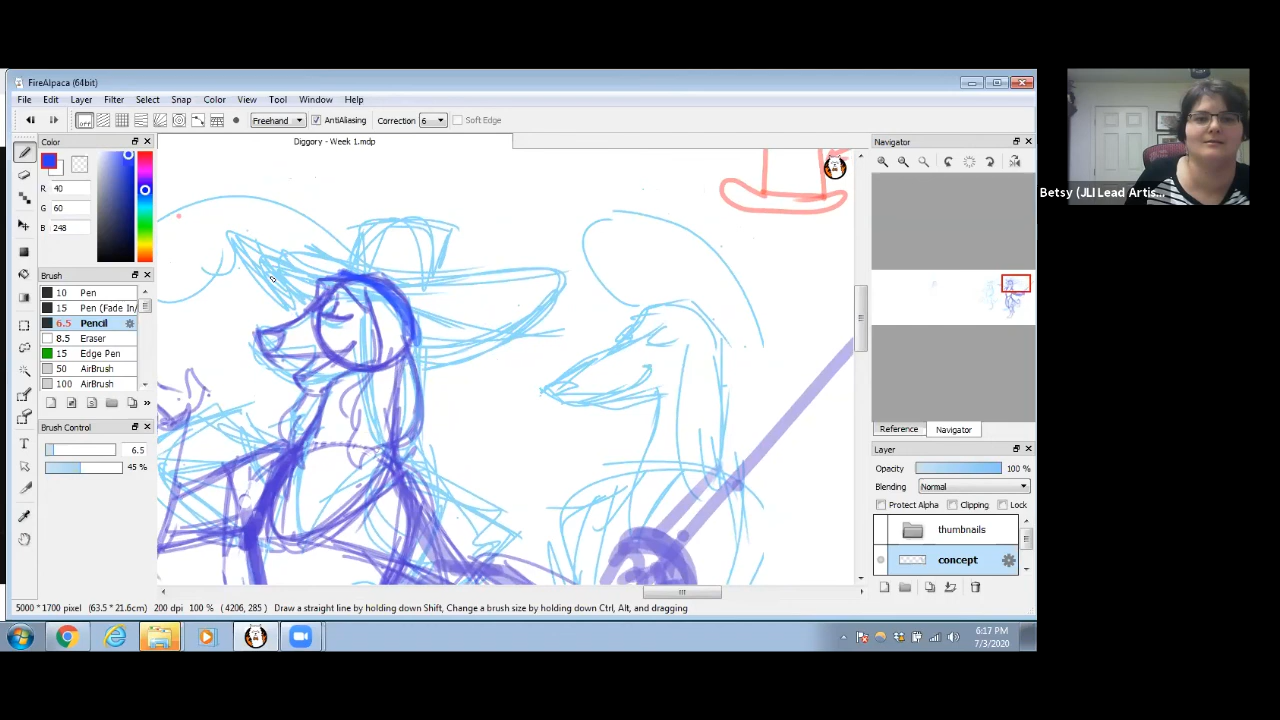 FireAlpaca (64bit)
File Edit Layer Filter Select Snap Color View Tool Window Help
off Freehand AntiAliasing Correction 6 Soft Edge
Color
Diggory - Week 1.mdp
Navigator
R 40
G 60
B 248
Brush
10 Pen
15 Pen (Fade In/
6.5 Pencil
8.5 Eraser
15 Edge Pen
50 AirBrush
100 AirBrush
Brush Control
6.5
45 %
Reference Navigator
Layer
Opacity 100 %
Blending Normal
Protect Alpha Clipping Lock
thumbnails
concept
5000 * 1700 pixel (63.5 * 21.6cm) 200 dpi 100 % (4206, 285) Draw a straight line by holding down Shift, Change a brush size by holding down Ctrl, Alt, and dragging
6:17 PM
7/3/2020
Betsy (JLI Lead Artis...